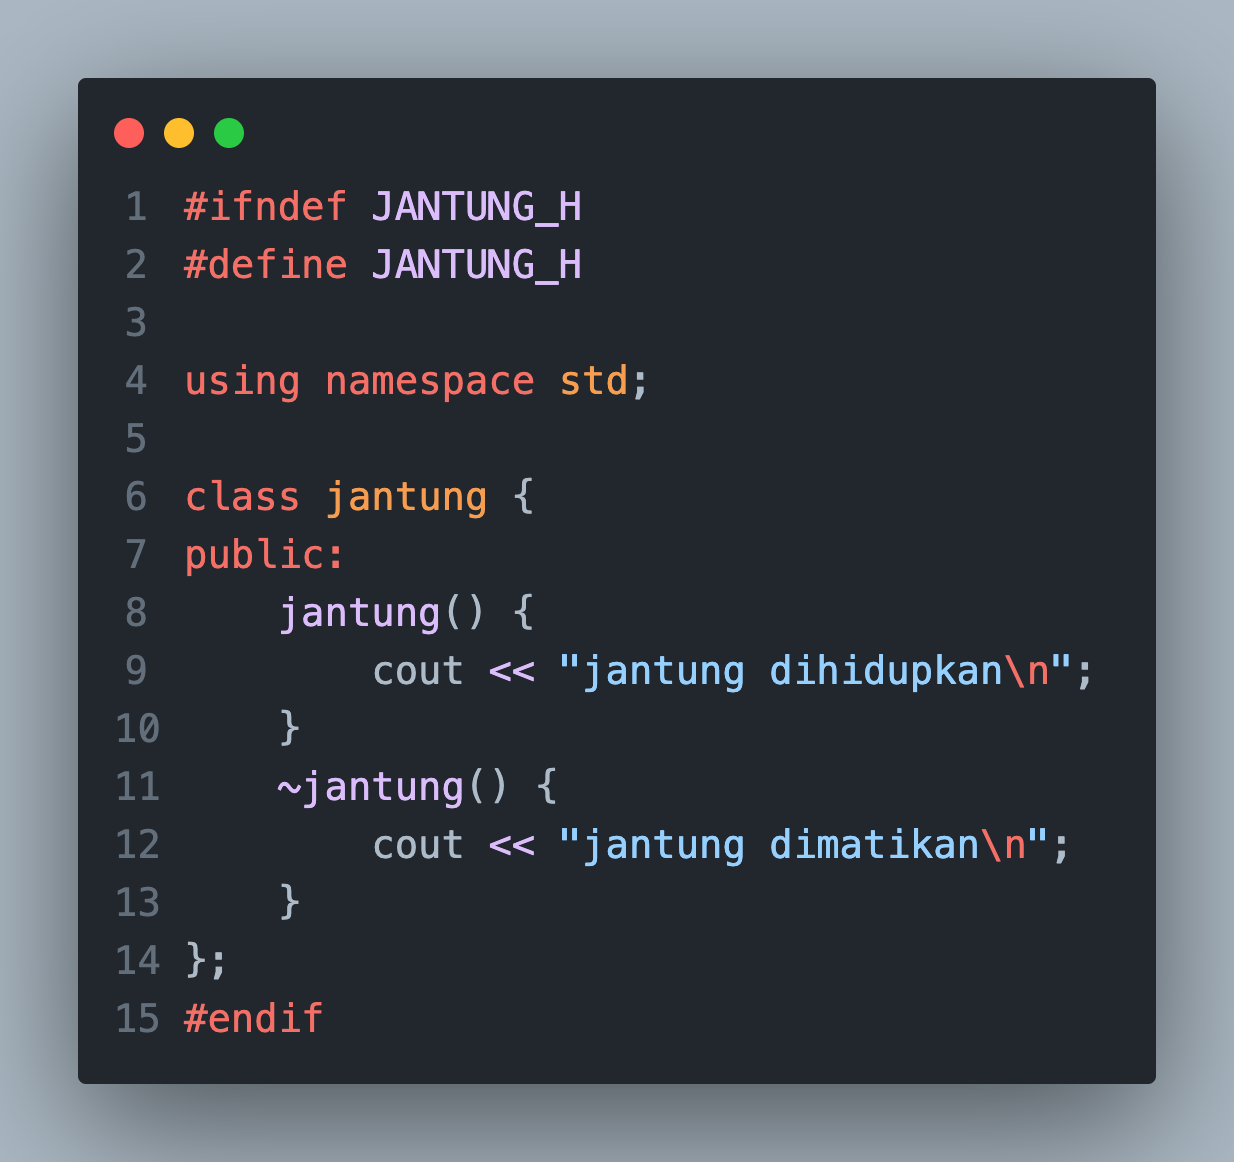 1 #ifndef JANTUNG_H
2 #define JANTUNG_H
3
4 using namespace std;
5
6 class jantung {
7 public:
8     jantung() {
9         cout << "jantung dihidupkan\n";
10     }
11     ~jantung() {
12         cout << "jantung dimatikan\n";
13     }
14 };
15 #endif